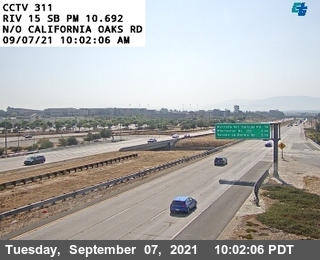 CCTV 311
RIV 15 SB PM 10.692
N/O CALIFORNIA OAKS RD
09/07/21 10:02:06 AM
Tuesday, September 07, 2021 10:02:06 PDT